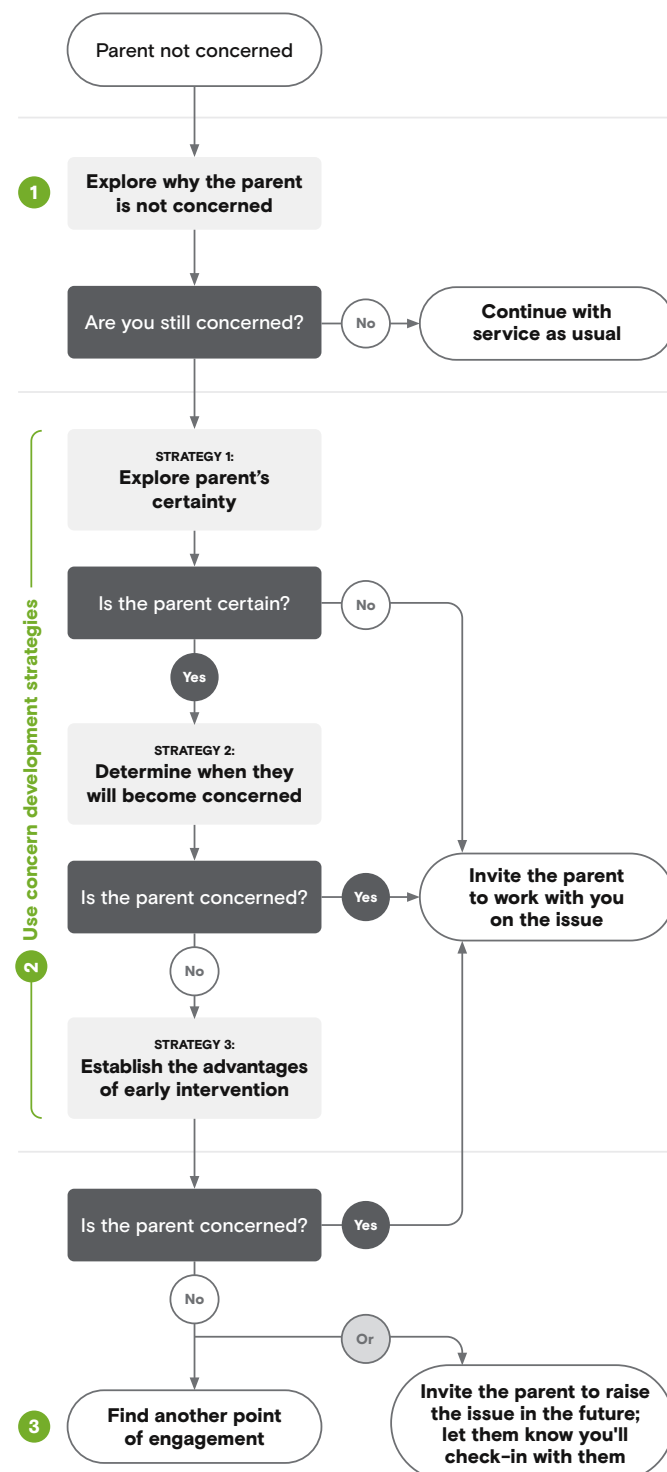 Parent not concerned
1
Explore why the parent
is not concerned
Are you still concerned?
No
Continue with
service as usual
Use concern development strategies
2
STRATEGY 1:
Explore parent's
certainty
Is the parent certain?
No
Yes
STRATEGY 2:
Determine when they
will become concerned
Is the parent concerned?
Yes
Invite the parent
to work with you
on the issue
No
STRATEGY 3:
Establish the advantages
of early intervention
Is the parent concerned?
Yes
No
Or
3
Find another point
of engagement
Invite the parent to raise
the issue in the future;
let them know you'll
check-in with them